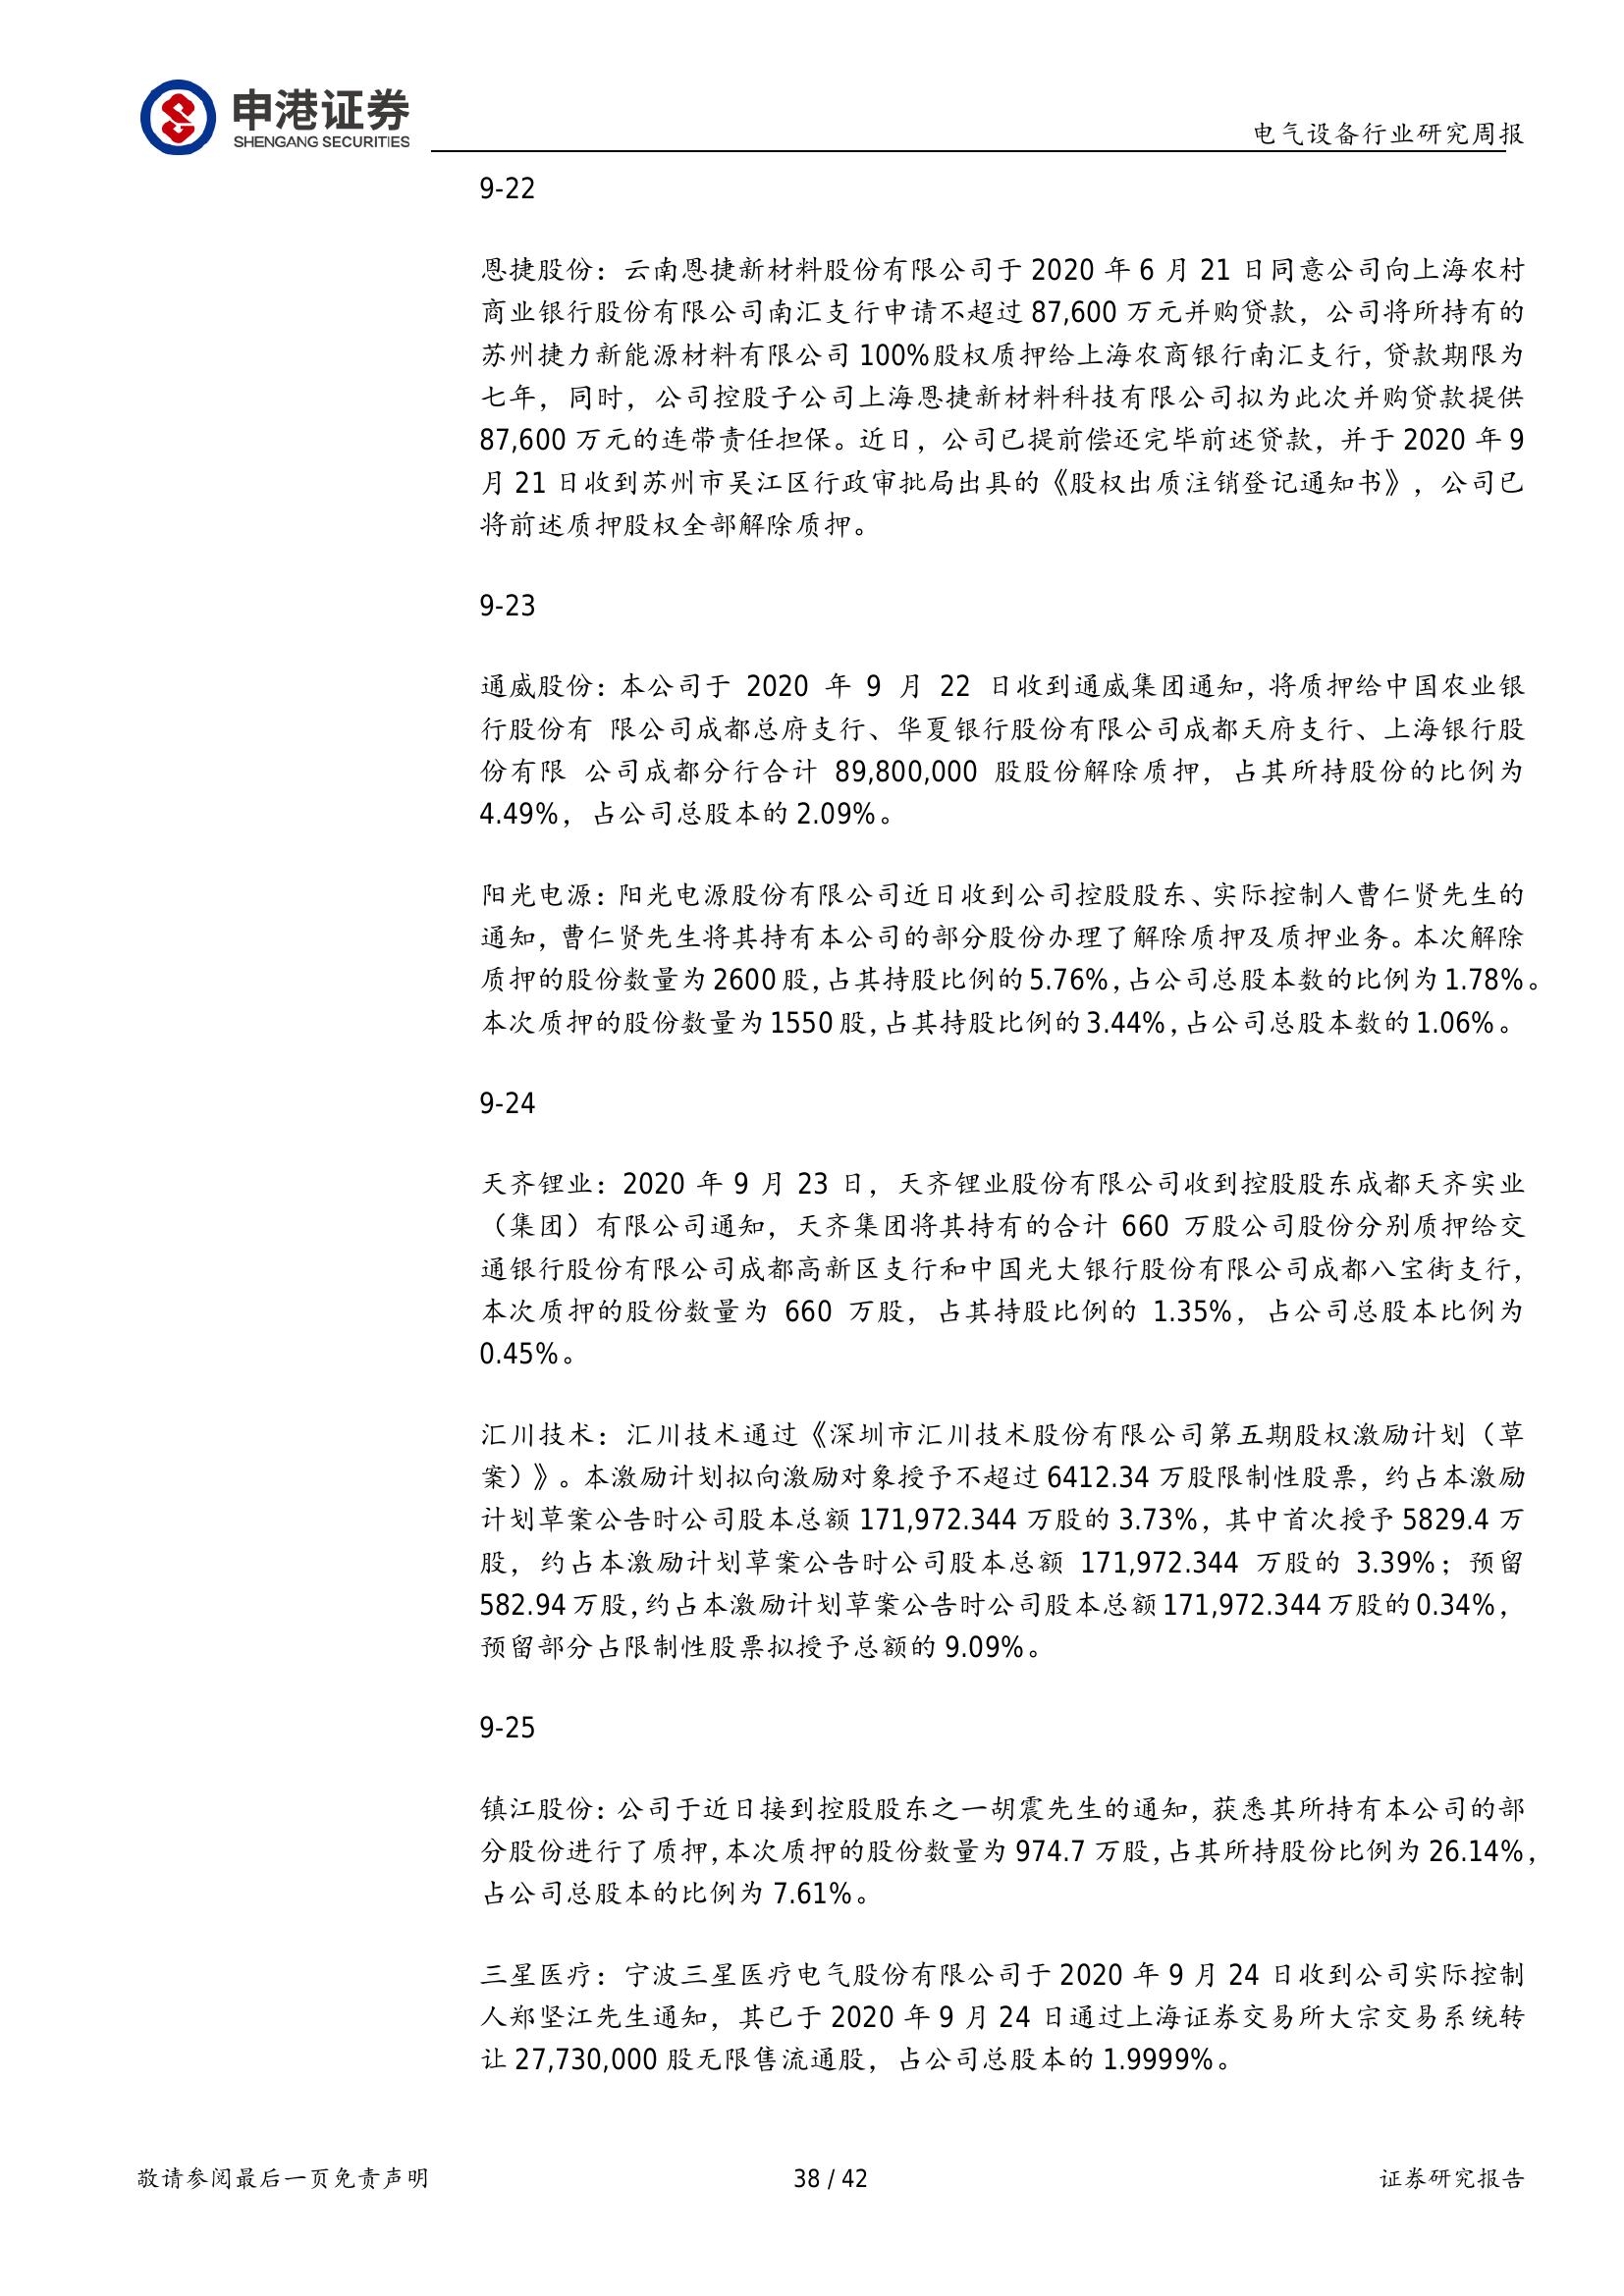 申港证券
SHENGANG SECURITIES
电气设备行业研究周报
9-22
恩捷股份：云南恩捷新材料股份有限公司于 2020 年 6 月 21 日同意公司向上海农村
商业银行股份有限公司南汇支行申请不超过 87,600 万元并购贷款，公司将所持有的
苏州捷力新能源材料有限公司 100%股权质押给上海农商银行南汇支行，贷款期限为
七年，同时，公司控股子公司上海恩捷新材料科技有限公司拟为此次并购贷款提供
87,600 万元的连带责任担保。近日，公司已提前偿还完毕前述贷款，并于 2020 年 9
月 21 日收到苏州市吴江区行政审批局出具的《股权出质注销登记通知书》，公司已
将前述质押股权全部解除质押。
9-23
通威股份：本公司于 2020 年 9 月 22 日收到通威集团通知，将质押给中国农业银
行股份有 限公司成都总府支行、华夏银行股份有限公司成都天府支行、上海银行股
份有限 公司成都分行合计 89,800,000 股股份解除质押，占其所持股份的比例为
4.49%，占公司总股本的 2.09%。
阳光电源：阳光电源股份有限公司近日收到公司控股股东、实际控制人曹仁贤先生的
通知，曹仁贤先生将其持有本公司的部分股份办理了解除质押及质押业务。本次解除
质押的股份数量为 2600 股，占其持股比例的 5.76%，占公司总股本数的比例为 1.78%。
本次质押的股份数量为 1550 股，占其持股比例的 3.44%，占公司总股本数的 1.06%。
9-24
天齐锂业：2020 年 9 月 23 日，天齐锂业股份有限公司收到控股股东成都天齐实业
（集团）有限公司通知，天齐集团将其持有的合计 660 万股公司股份分别质押给交
通银行股份有限公司成都高新区支行和中国光大银行股份有限公司成都八宝街支行，
本次质押的股份数量为 660 万股，占其持股比例的 1.35%，占公司总股本比例为
0.45%。
汇川技术：汇川技术通过《深圳市汇川技术股份有限公司第五期股权激励计划（草
案）》。本激励计划拟向激励对象授予不超过 6412.34 万股限制性股票，约占本激励
计划草案公告时公司股本总额 171,972.344 万股的 3.73%，其中首次授予 5829.4 万
股，约占本激励计划草案公告时公司股本总额 171,972.344 万股的 3.39%；预留
582.94 万股，约占本激励计划草案公告时公司股本总额 171,972.344 万股的 0.34%，
预留部分占限制性股票拟授予总额的 9.09%。
9-25
镇江股份：公司于近日接到控股股东之一胡震先生的通知，获悉其所持有本公司的部
分股份进行了质押，本次质押的股份数量为 974.7 万股，占其所持股份比例为 26.14%，
占公司总股本的比例为 7.61%。
三星医疗：宁波三星医疗电气股份有限公司于 2020 年 9 月 24 日收到公司实际控制
人郑坚江先生通知，其已于 2020 年 9 月 24 日通过上海证券交易所大宗交易系统转
让 27,730,000 股无限售流通股，占公司总股本的 1.9999%。
敬请参阅最后一页免责声明
38 / 42
证券研究报告